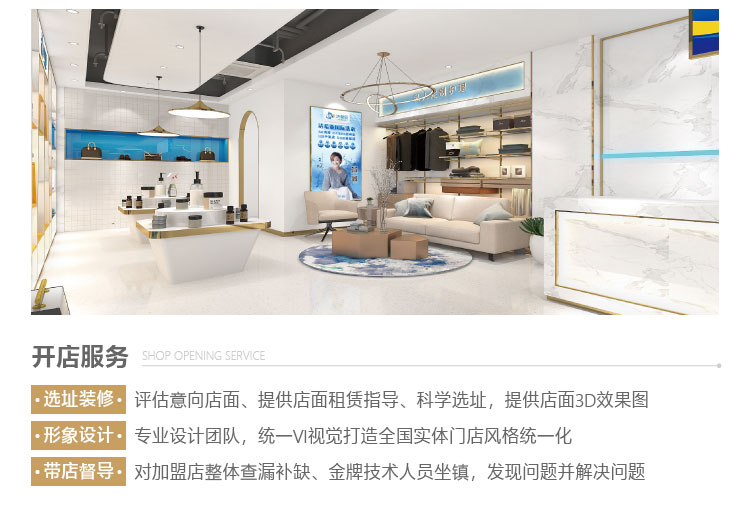 开店服务 SHOP OPENING SERVICE
·选址装修· 评估意向店面、提供店面租赁指导、科学选址，提供店面3D效果图
·形象设计· 专业设计团队，统一VI视觉打造全国实体门店风格统一化
·带店督导· 对加盟店整体查漏补缺、金牌技术人员坐镇，发现问题并解决问题